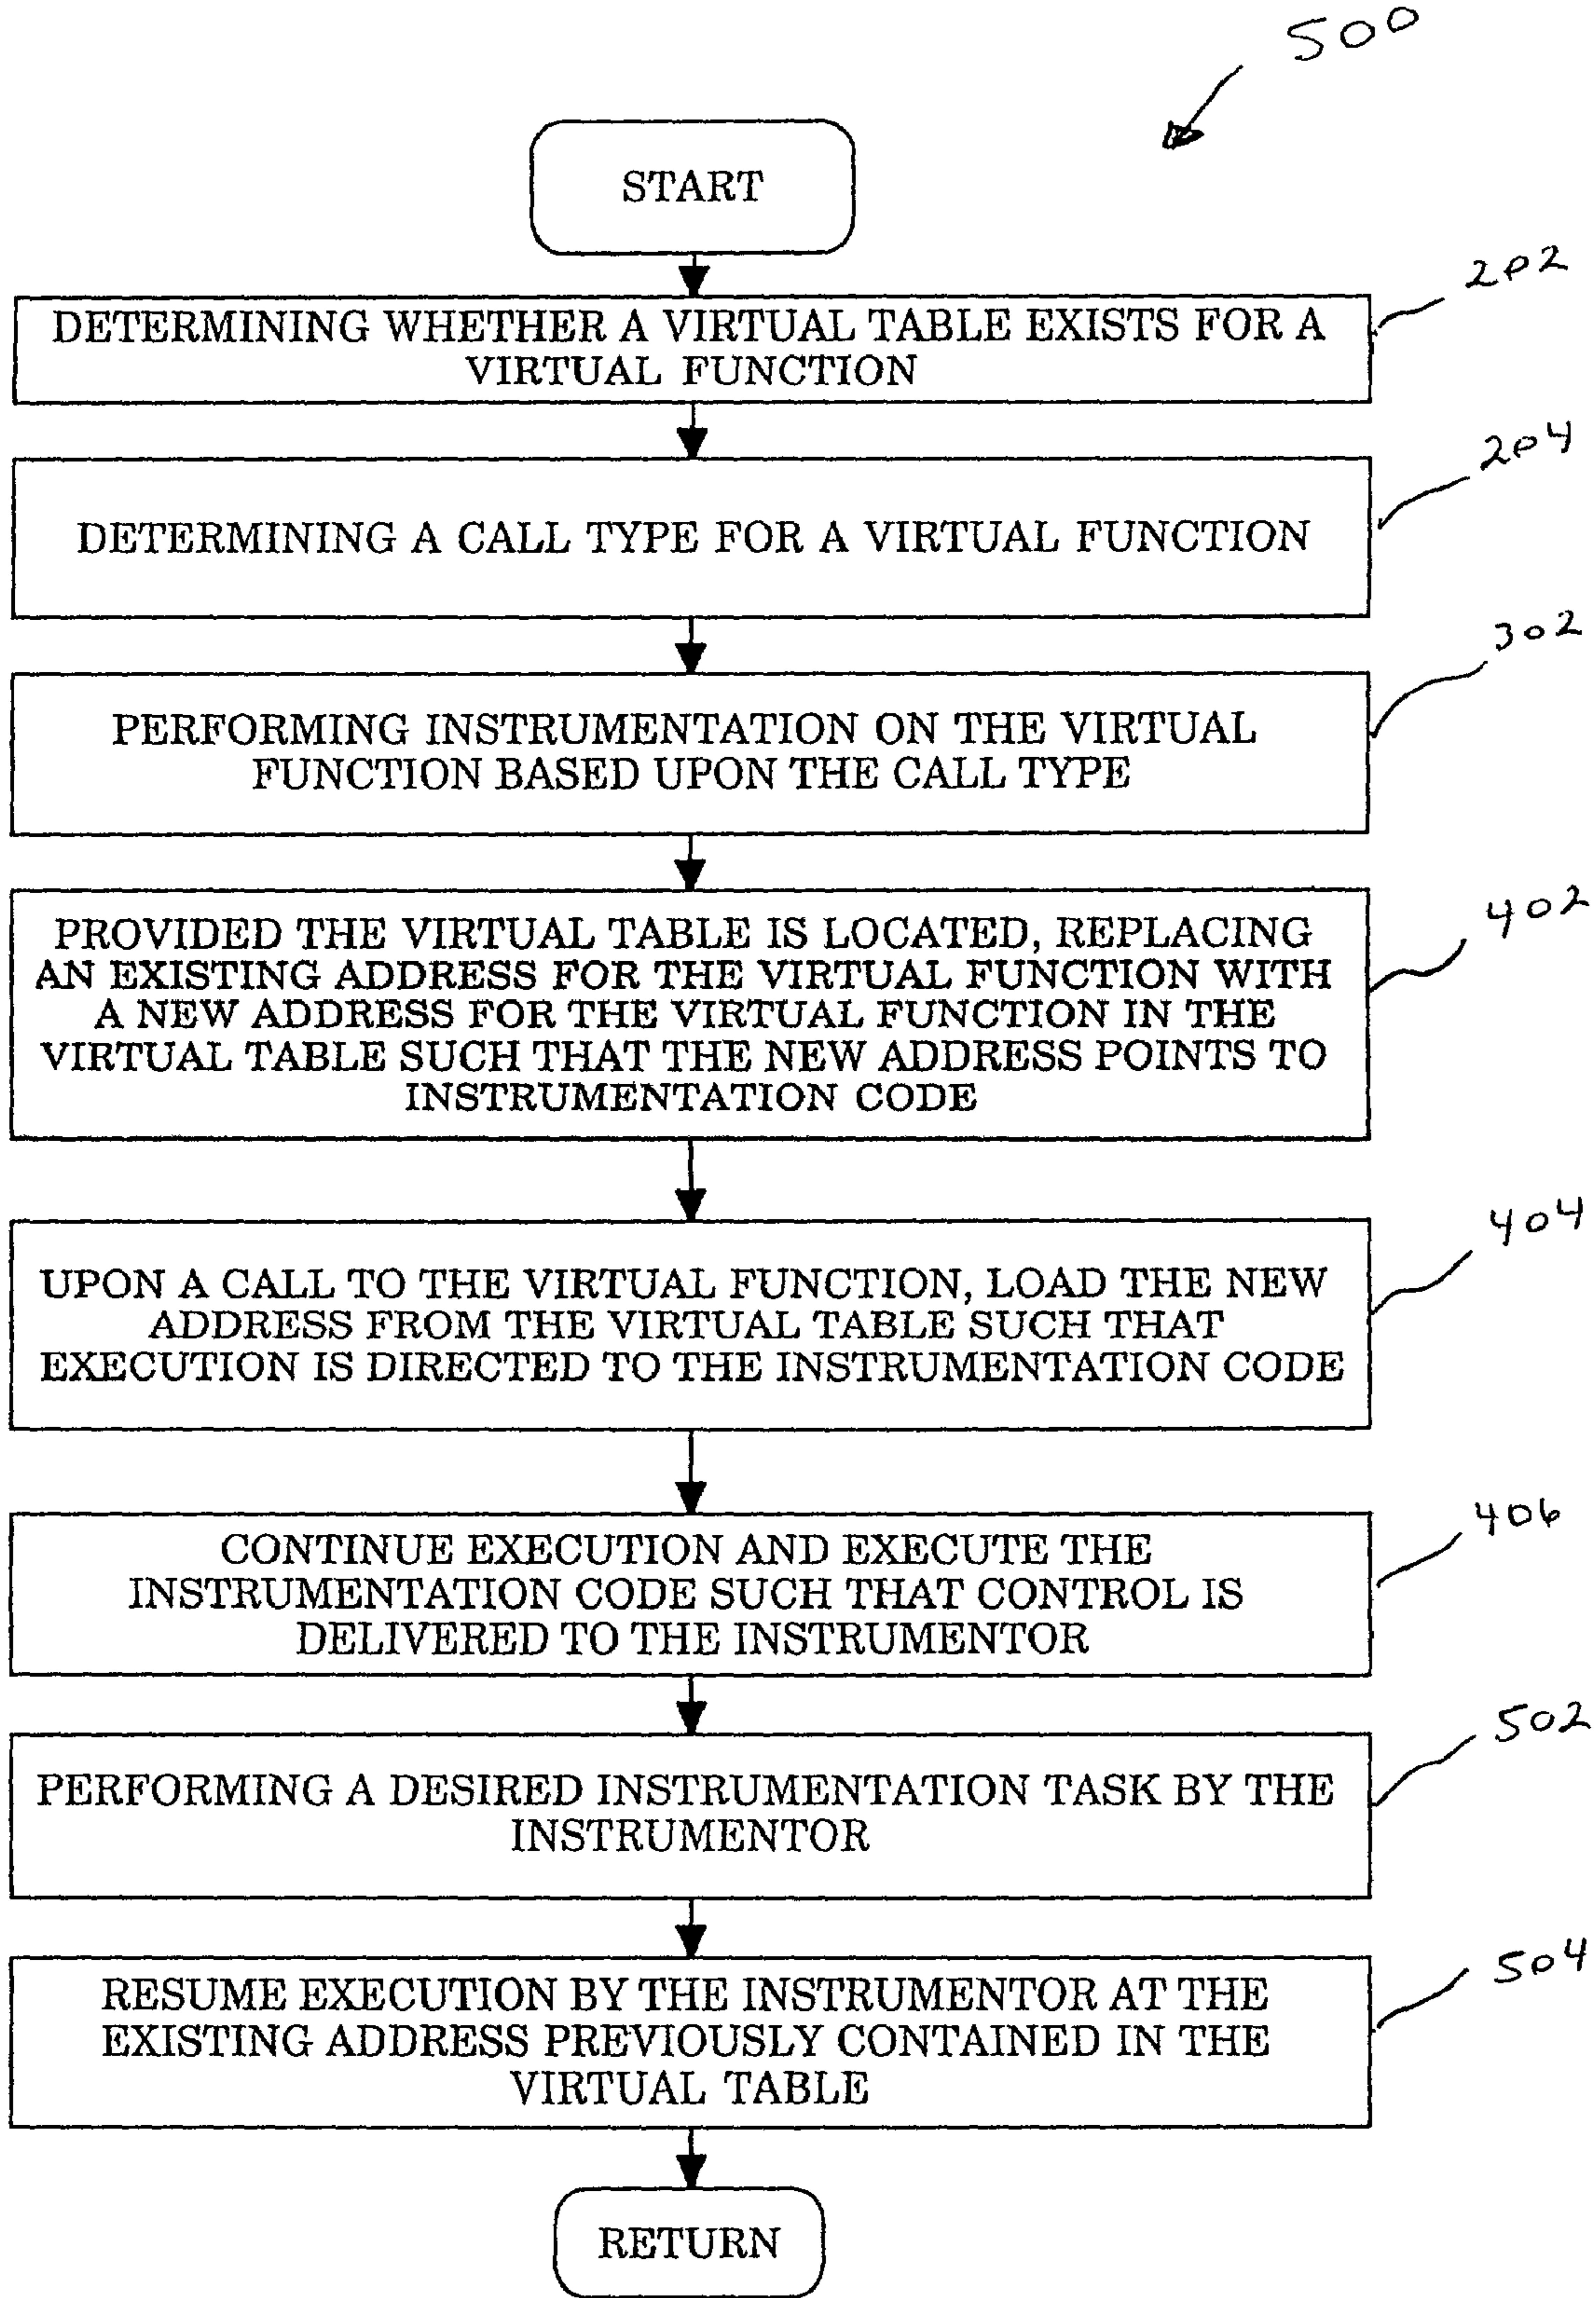 500
START
202
DETERMINING WHETHER A VIRTUAL TABLE EXISTS FOR A
VIRTUAL FUNCTION
204
DETERMINING A CALL TYPE FOR A VIRTUAL FUNCTION
302
PERFORMING INSTRUMENTATION ON THE VIRTUAL
FUNCTION BASED UPON THE CALL TYPE
402
PROVIDED THE VIRTUAL TABLE IS LOCATED, REPLACING
AN EXISTING ADDRESS FOR THE VIRTUAL FUNCTION WITH
A NEW ADDRESS FOR THE VIRTUAL FUNCTION IN THE
VIRTUAL TABLE SUCH THAT THE NEW ADDRESS POINTS TO
INSTRUMENTATION CODE
404
UPON A CALL TO THE VIRTUAL FUNCTION, LOAD THE NEW
ADDRESS FROM THE VIRTUAL TABLE SUCH THAT
EXECUTION IS DIRECTED TO THE INSTRUMENTATION CODE
406
CONTINUE EXECUTION AND EXECUTE THE
INSTRUMENTATION CODE SUCH THAT CONTROL IS
DELIVERED TO THE INSTRUMENTOR
502
PERFORMING A DESIRED INSTRUMENTATION TASK BY THE
INSTRUMENTOR
504
RESUME EXECUTION BY THE INSTRUMENTOR AT THE
EXISTING ADDRESS PREVIOUSLY CONTAINED IN THE
VIRTUAL TABLE
RETURN